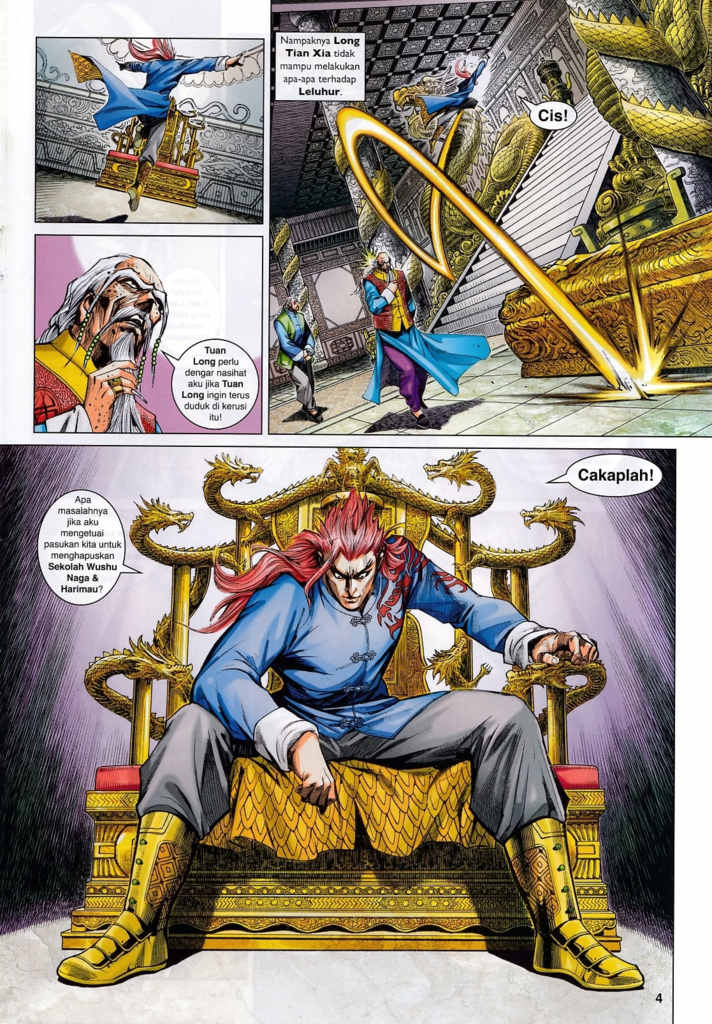 Nampaknya Long
Tian Xia tidak
mampu melakukan
apa-apa terhadap
Leluhur.
Cis!
Tuan
Long perlu
dengar nasihat
aku jika Tuan
Long ingin terus
duduk di kerusi
itu!
Cakaplah!
Apa
masalahnya
jika aku
mengetuai
pasukan kita untuk
menghapuskan
Sekolah Wushu
Naga &
Harimau?
4